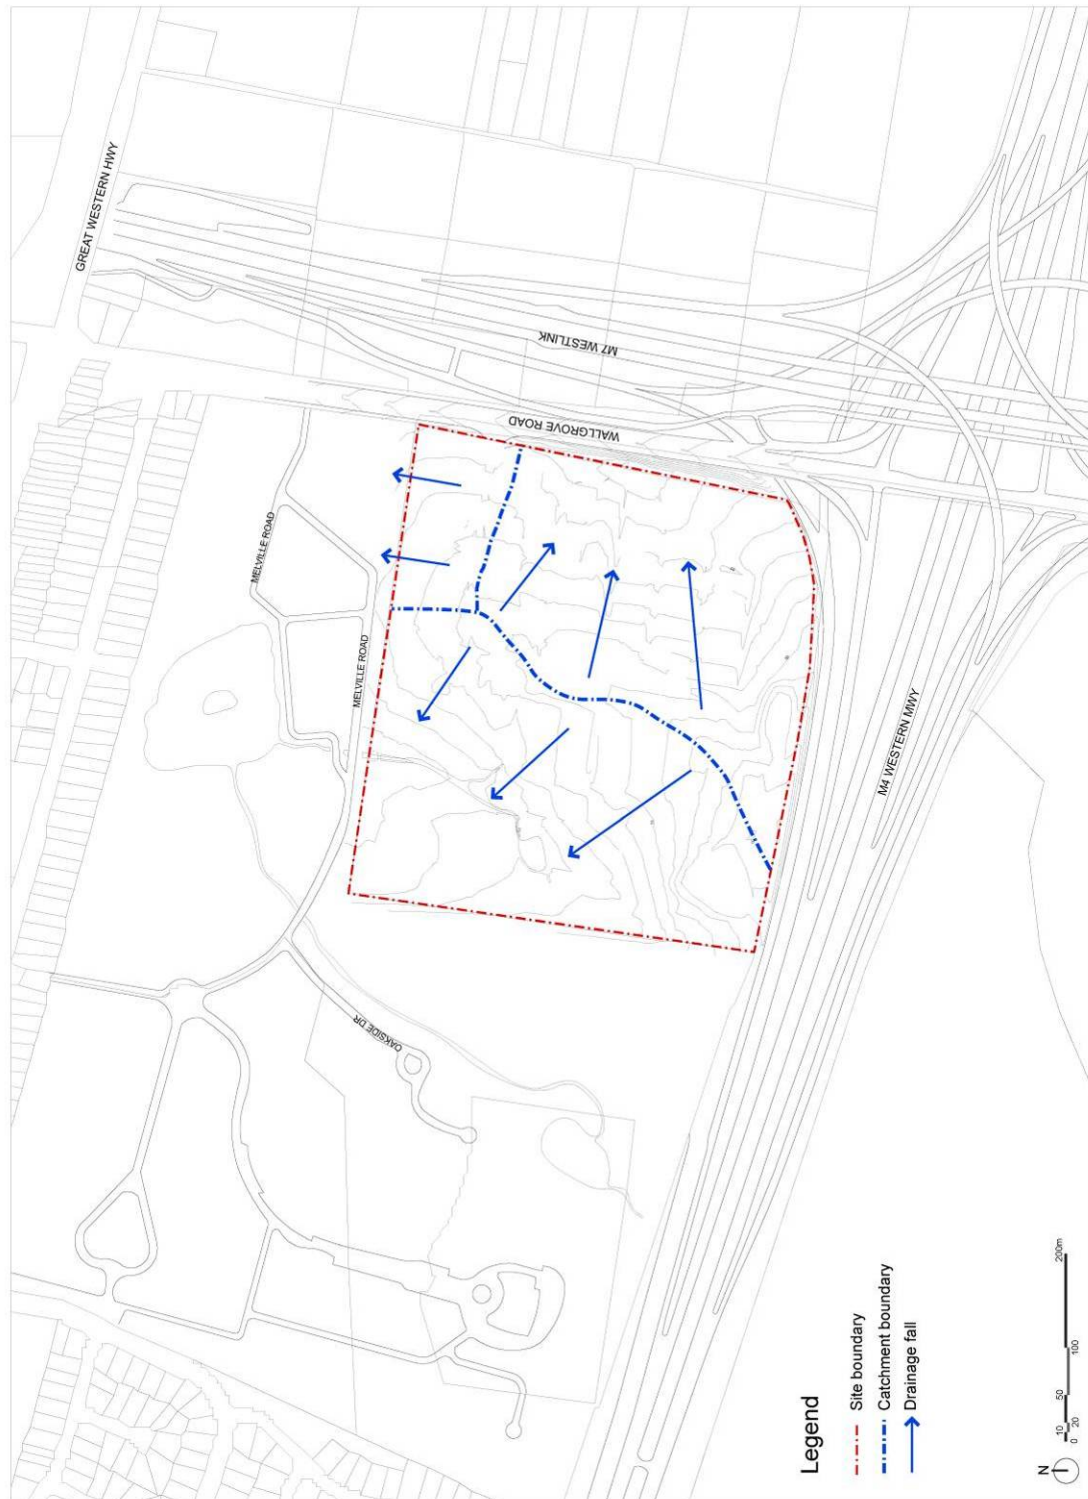 GREAT WESTERN HWY
M7 WESTLINK
WALLGROVE ROAD
MELVILLE ROAD
MELVILLE ROAD
M4 WESTERN MWY
OAKSIDE DR
Legend
Site boundary
Catchment boundary
Drainage fall
N
0 10 20 50 100 200m